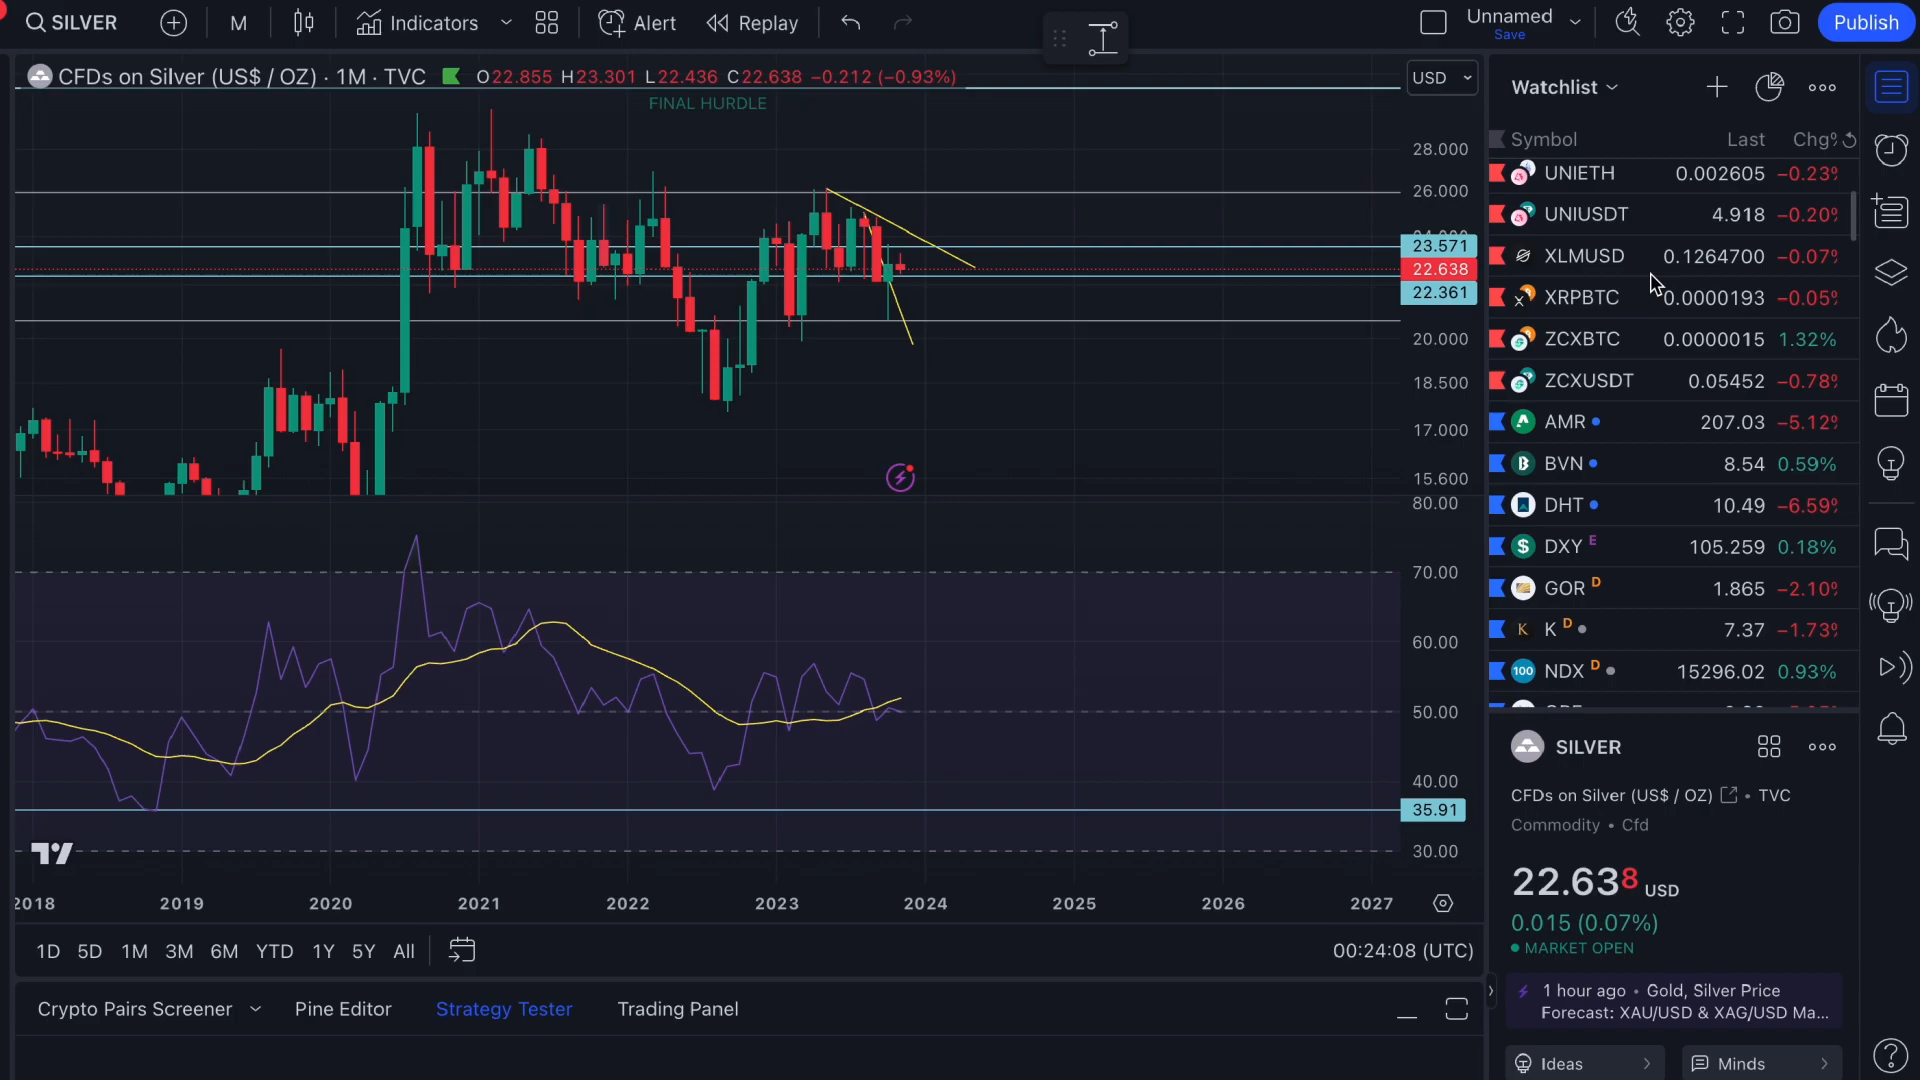 SILVER M Indicators Alert Replay Unnamed Save Publish
CFDs on Silver (US$ / OZ) · 1M · TVC O22.855 H23.301 L22.436 C22.638 −0.212 (−0.93%) USD
FINAL HURDLE
28.000
26.000
23.571
22.638
22.361
20.000
18.500
17.000
15.600
80.00
70.00
60.00
50.00
40.00
35.91
30.00
2018 2019 2020 2021 2022 2023 2024 2025 2026 2027
1D 5D 1M 3M 6M YTD 1Y 5Y All 00:24:08 (UTC)
Crypto Pairs Screener Pine Editor Strategy Tester Trading Panel
Watchlist
Symbol Last Chg%
UNIETH 0.002605 −0.23%
UNIUSDT 4.918 −0.20%
XLMUSD 0.1264700 −0.07%
XRPBTC 0.0000193 −0.05%
ZCXBTC 0.0000015 1.32%
ZCXUSDT 0.05452 −0.78%
AMR 207.03 −5.12%
BVN 8.54 0.59%
DHT 10.49 −6.59%
DXY E 105.259 0.18%
GOR D 1.865 −2.10%
K K D 7.37 −1.73%
100 NDX D 15296.02 0.93%
SILVER
CFDs on Silver (US$ / OZ) • TVC
Commodity • Cfd
22.638 USD
0.015 (0.07%)
MARKET OPEN
1 hour ago • Gold, Silver Price
Forecast: XAU/USD & XAG/USD Ma...
Ideas Minds